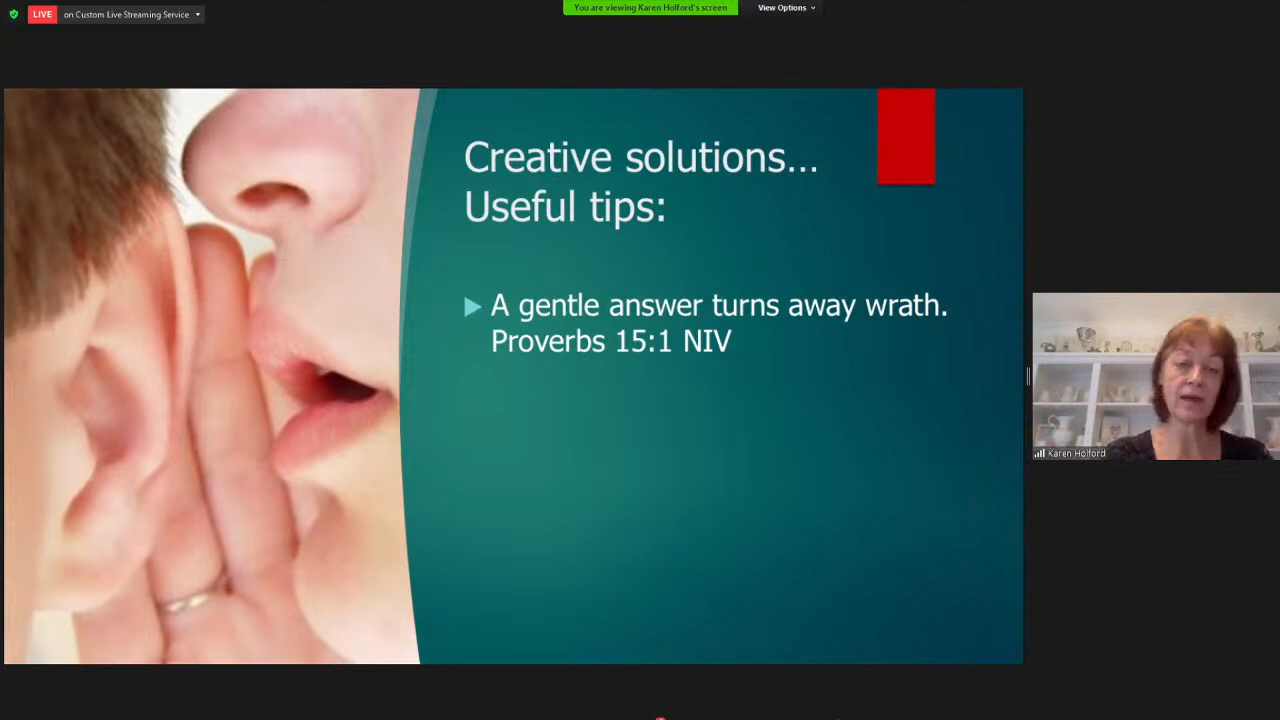 LIVE on Custom Live Streaming Service
You are viewing Karen Holford's screen
View Options
Creative solutions...
Useful tips:
A gentle answer turns away wrath.
Proverbs 15:1 NIV
Karen Holford